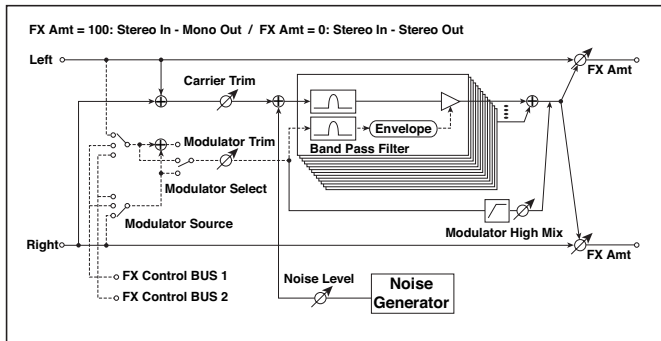 FX Amt = 100: Stereo In - Mono Out / FX Amt=0: Stereo In - Stereo Out
Left
FX Amt
Carrier Trim
Envelope
Band Pass Filter
Modulator Trim
Modulator Select
Modulator Source
Modulator High Mix
Right
FX Amt
FX Control BUS 1
FX Control BUS 2
Noise Level
Noise
Generator